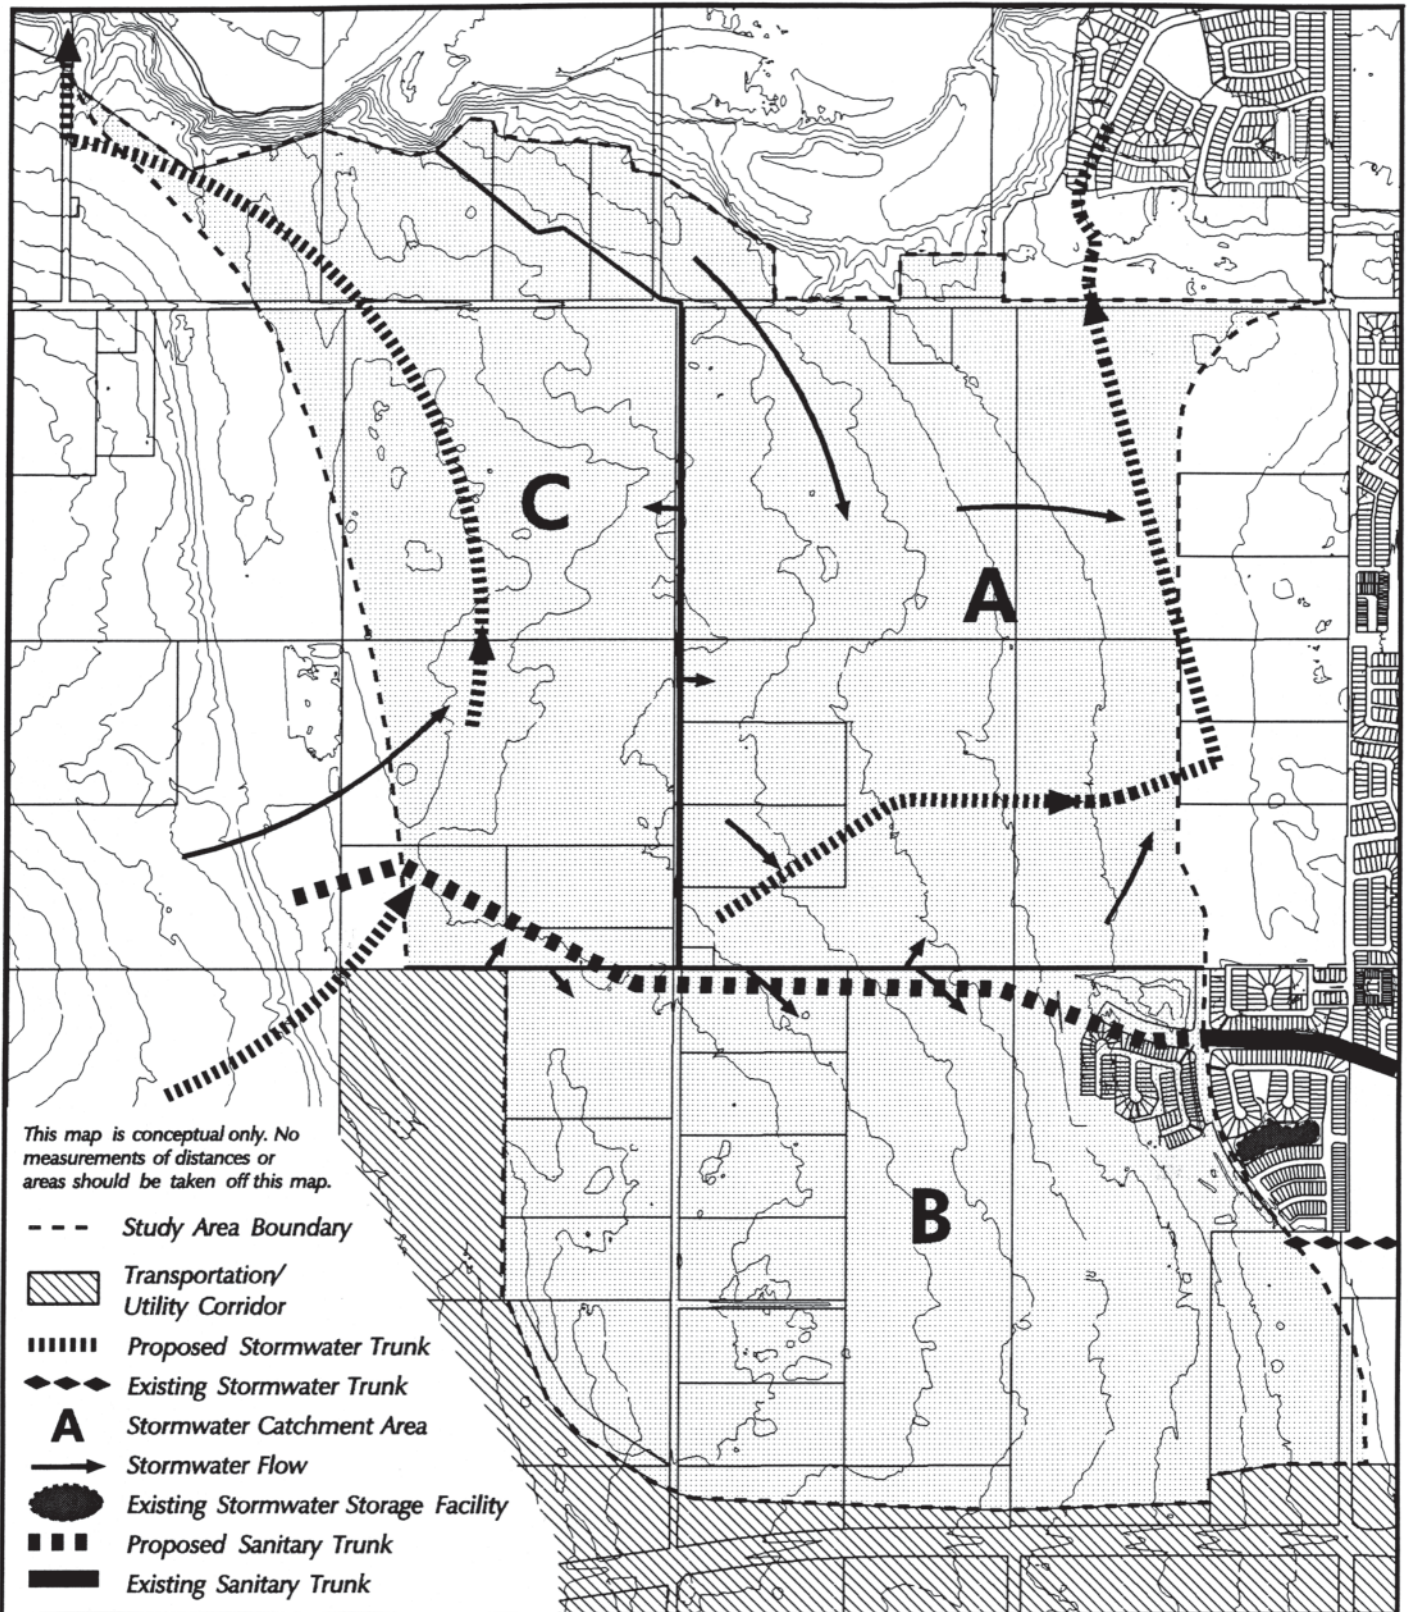 C
A
B
This map is conceptual only. No
measurements of distances or
areas should be taken off this map.
Study Area Boundary
Transportation/
Utility Corridor
Proposed Stormwater Trunk
Existing Stormwater Trunk
A Stormwater Catchment Area
Stormwater Flow
Existing Stormwater Storage Facility
Proposed Sanitary Trunk
Existing Sanitary Trunk